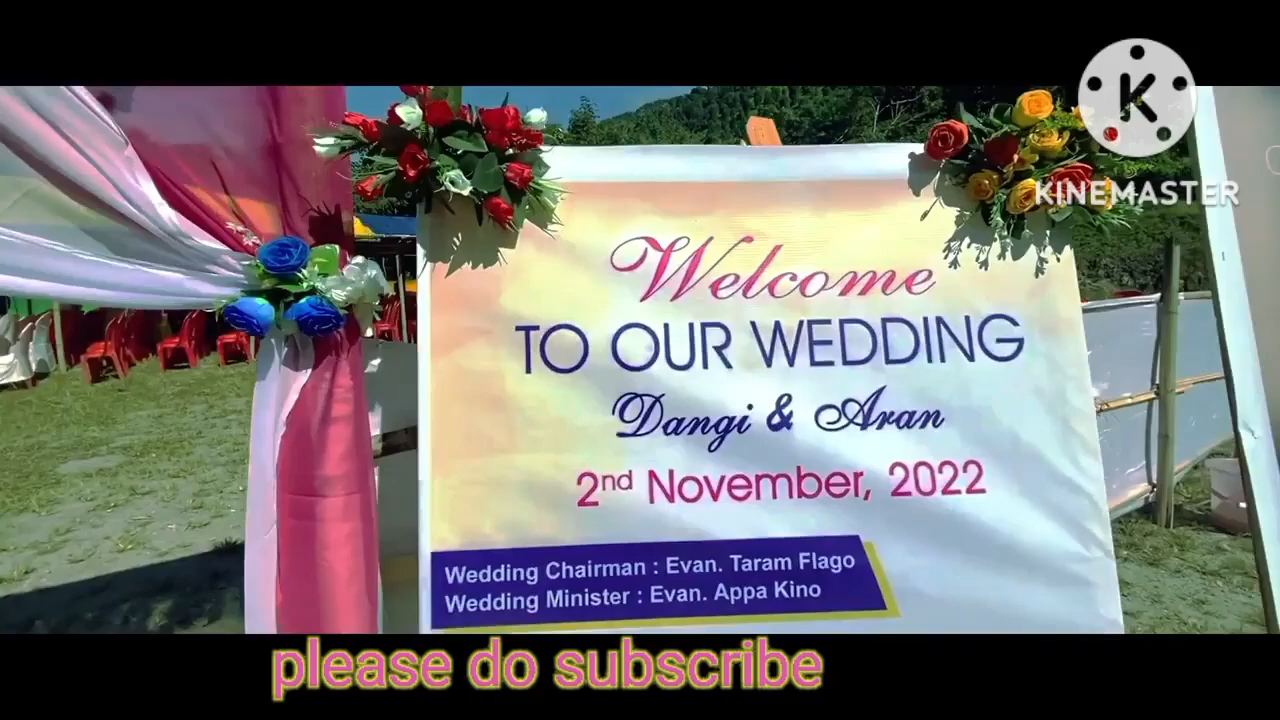 K
KINEMASTER
Welcome
TO OUR WEDDING
Dangi & Aran
2nd November, 2022
Wedding Chairman : Evan. Taram Flago
Wedding Minister : Evan. Appa Kino
please do subscribe